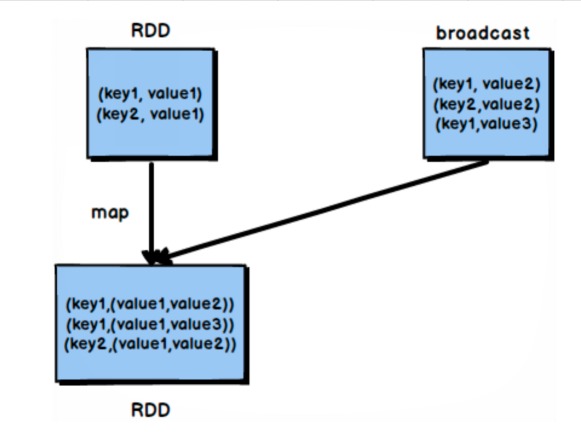 RDD
broadcast
(key1, value1)
(key2, value1)
(key1, value2)
(key2,value2)
(key1,value3)
map
(key1,(value1,value2))
(key1,(value1,value3))
(key2,(value1,value2))
RDD